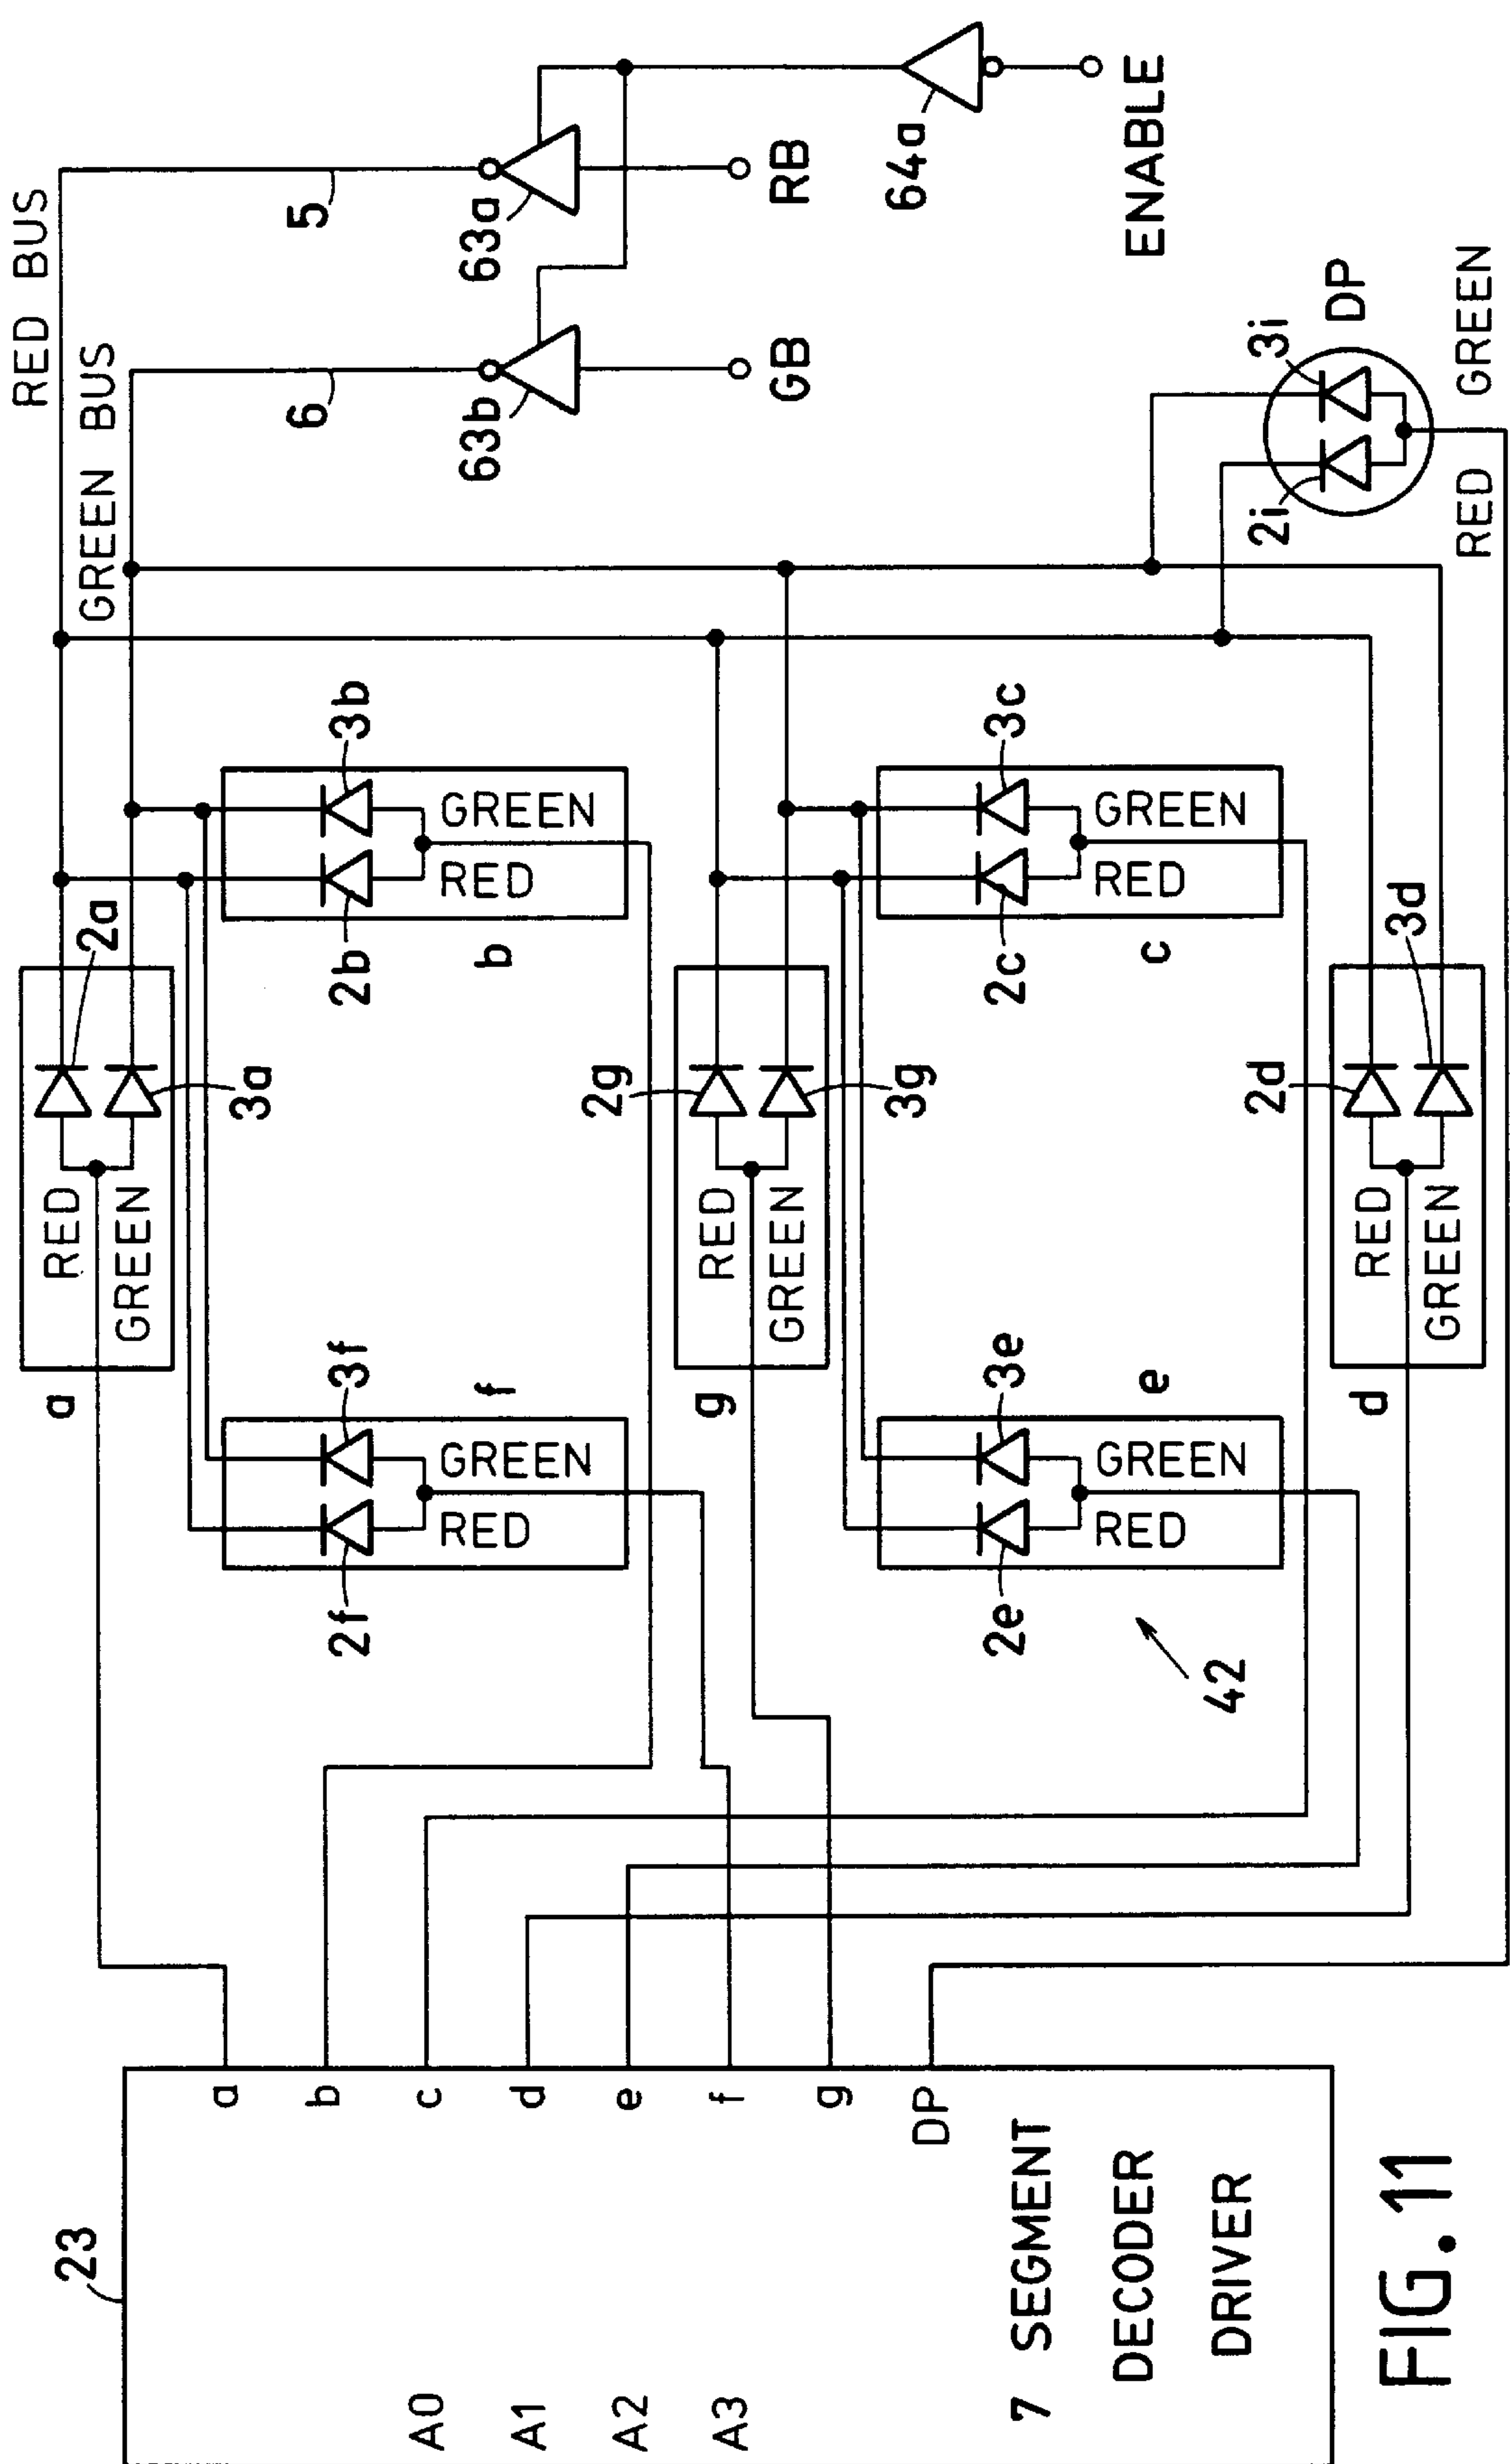 RED BUS
GREEN BUS
5
6
63a
63b
RB
GB
64a
ENABLE
2a
3a
RED
GREEN
a
2b
3b
RED
GREEN
b
2f
3f
RED
GREEN
f
2g
3g
RED
GREEN
g
2c
3c
RED
GREEN
c
2e
3e
RED
GREEN
e
2d
3d
RED
GREEN
d
2i
3i
DP
RED
GREEN
42
23
a
b
c
d
e
f
g
DP
A0
A1
A2
A3
7 SEGMENT
DECODER
DRIVER
FIG. 11